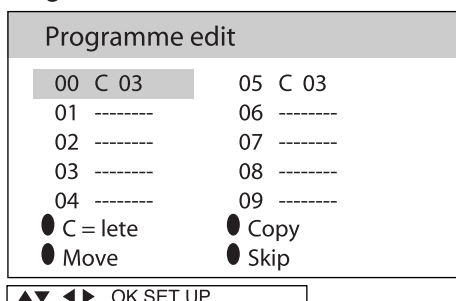 Programme edit
00 C 03 05 C 03
01 -------- 06 --------
02 -------- 07 --------
03 -------- 08 --------
04 -------- 09 --------
C = lete Copy
Move Skip
▲▼ ◀▶ OK SET UP